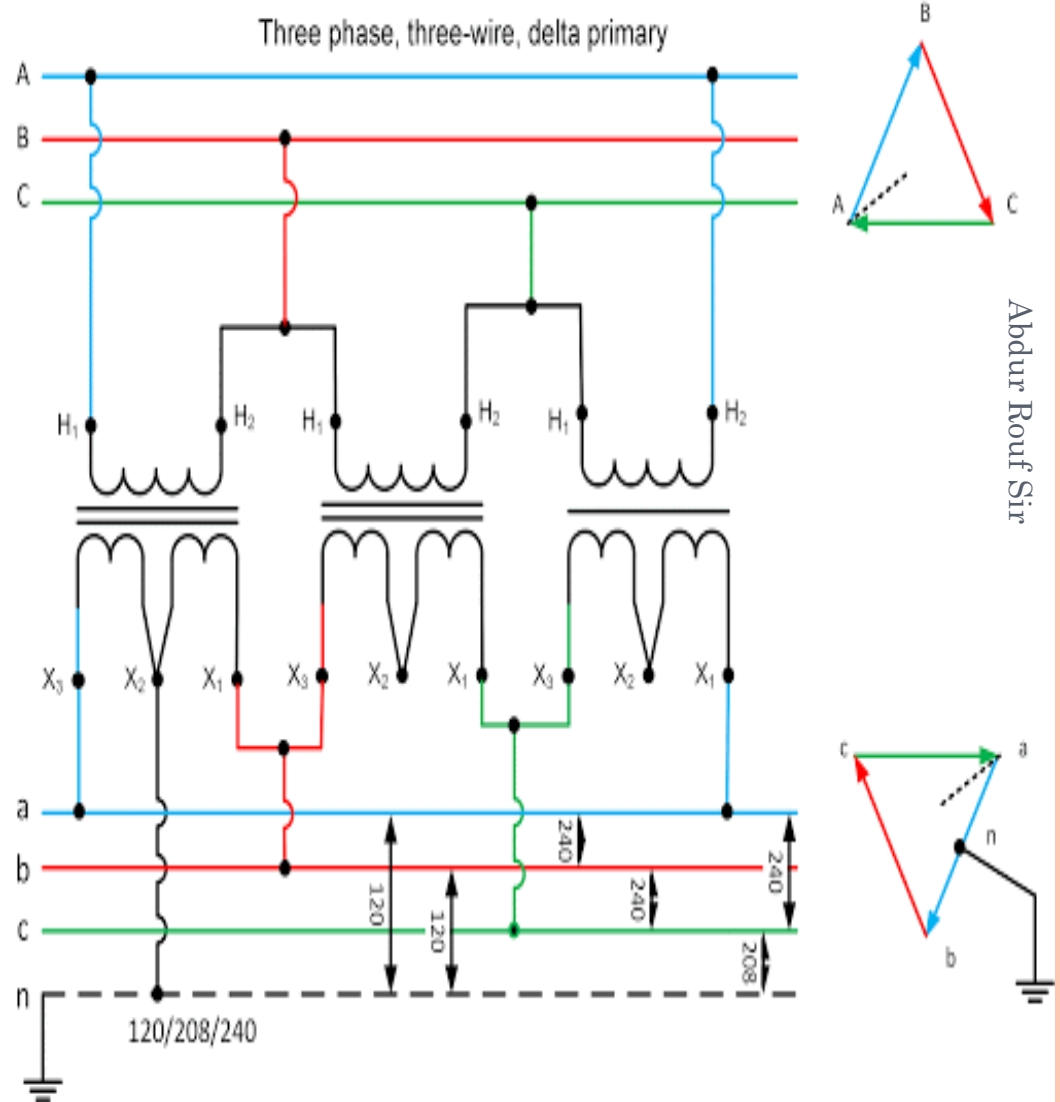 Three phase, three-wire, delta primary
A
B
C
B
A
C
Abdur Rouf Sir
H₁
H₂
H₁
H₂
H₁
H₂
X₃
X₂
X₁
X₃
X₂
X₁
X₃
X₂
X₁
c
a
n
b
a
b
c
n
120
120
240
240
240
208
120/208/240